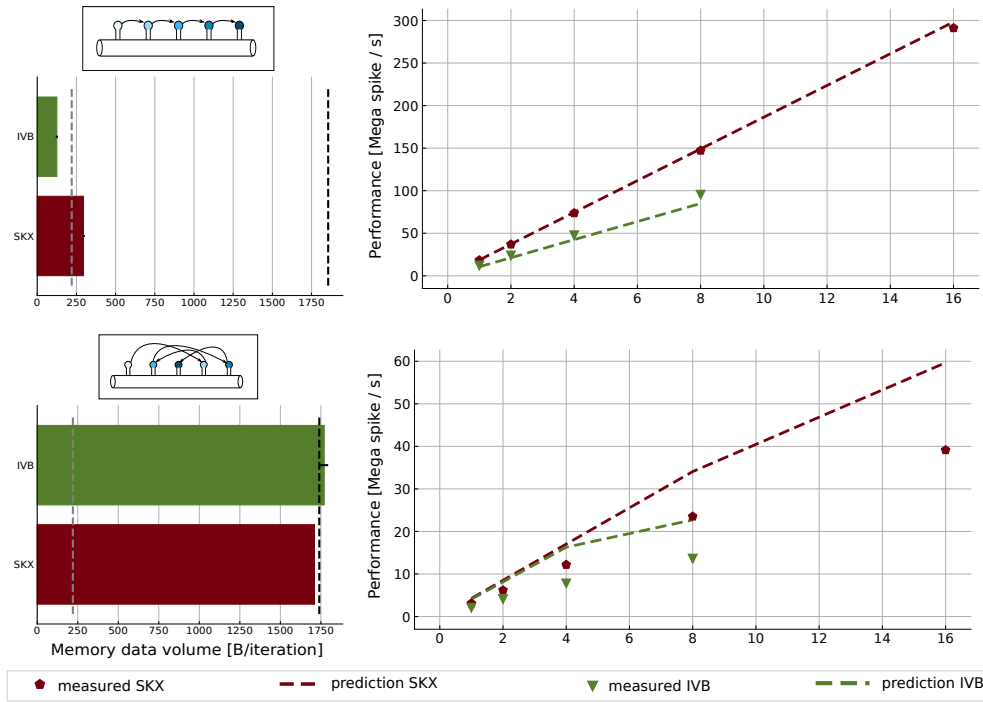 IVB
SKX
0 250 500 750 1000 1250 1500 1750
Performance [Mega spike / s]
300
250
200
150
100
50
0
0 2 4 6 8 10 12 14 16
IVB
SKX
0 250 500 750 1000 1250 1500 1750
Memory data volume [B/iteration]
Performance [Mega spike / s]
60
50
40
30
20
10
0
0 2 4 6 8 10 12 14 16
measured SKX prediction SKX measured IVB prediction IVB